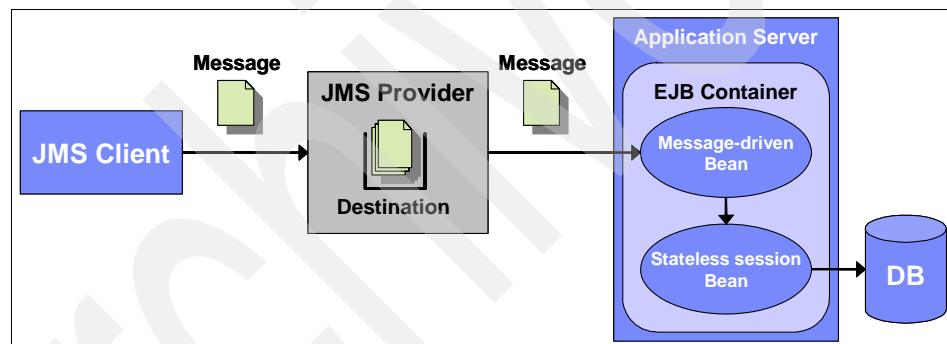 Message
Message
Application Server
JMS Provider
EJB Container
JMS Client
Message-driven
Bean
Destination
Stateless session
Bean
DB